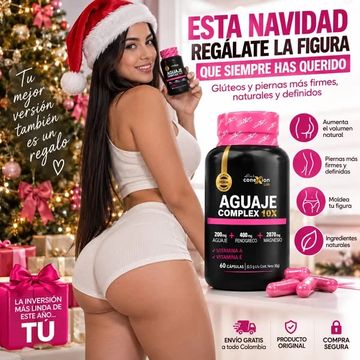 ESTA NAVIDAD
REGÁLATE LA FIGURA
QUE SIEMPRE HAS QUERIDO
Glúteos y piernas más firmes,
naturales y definidos
Tu
mejor
versión
también
es un
regalo
AGUAJE
Aumenta
el volumen
natural
Piernas
más firmes
y definidas
Moldea tu
figura
Ingredientes
naturales
conexion
AGUAJE
COMPLEX 10X
200mg
AGUAJE
+
400mg
FENOGRECO
+
2070mg
MAGNESIO
VITAMINA A
VITAMINA E
60 CÁPSULAS
LA INVERSIÓN
MÁS LINDA DE
ESTE AÑO...
TÚ
ENVÍO GRATIS
a todo Colombia
PRODUCTO
ORIGINAL
COMPRA
SEGURA